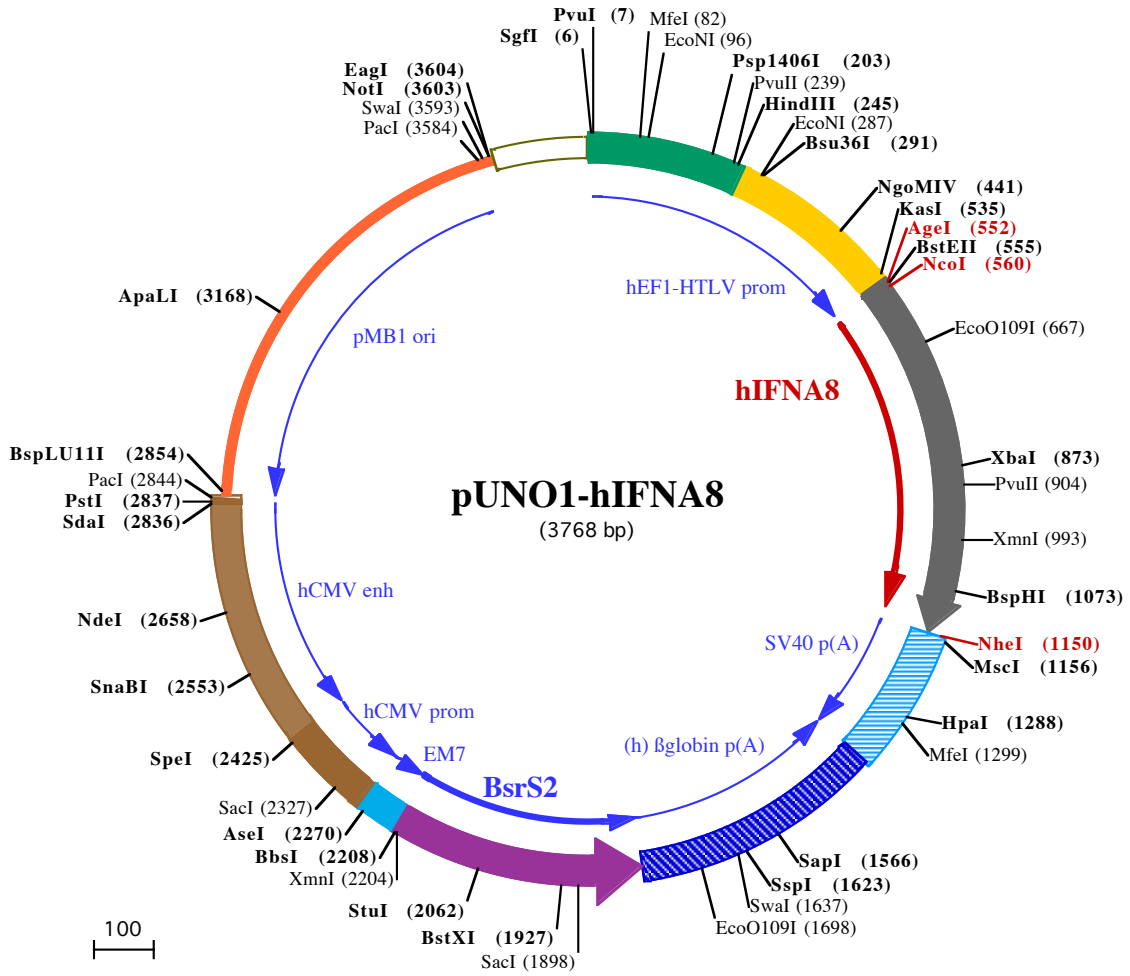 PvuI (7)
SgfI (6)
MfeI (82)
EcoNI (96)
Psp1406I (203)
PvuII (239)
HindIII (245)
EcoNI (287)
Bsu36I (291)
NgoMIV (441)
KasI (535)
AgeI (552)
BstEII (555)
NcoI (560)
EcoO109I (667)
XbaI (873)
PvuII (904)
XmnI (993)
BspHI (1073)
NheI (1150)
MscI (1156)
HpaI (1288)
MfeI (1299)
SapI (1566)
SspI (1623)
SwaI (1637)
EcoO109I (1698)
SacI (1898)
BstXI (1927)
StuI (2062)
XmnI (2204)
BbsI (2208)
AseI (2270)
SacI (2327)
SpeI (2425)
SnaBI (2553)
NdeI (2658)
SdaI (2836)
PstI (2837)
PacI (2844)
BspLU11I (2854)
ApaLI (3168)
PacI (3584)
SwaI (3593)
NotI (3603)
EagI (3604)
hEF1-HTLV prom
hIFNA8
SV40 p(A)
(h) ßglobin p(A)
BsrS2
EM7
hCMV prom
hCMV enh
pMB1 ori
pUNO1-hIFNA8
(3768 bp)
100